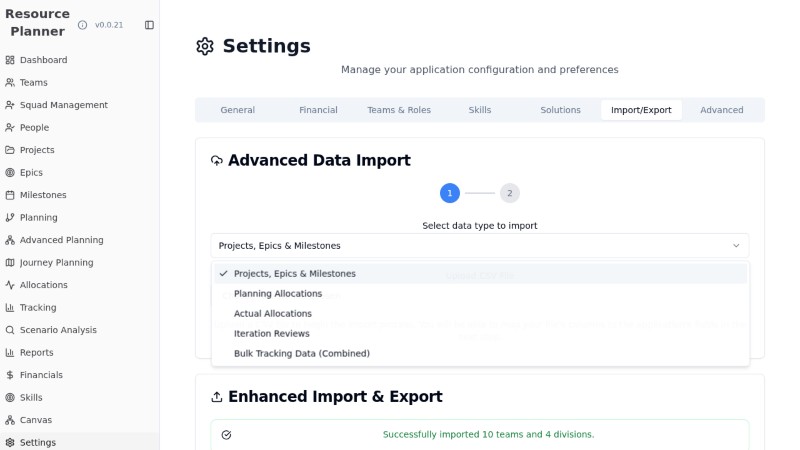 Resource
Planner
v0.0.21
Dashboard
Teams
Squad Management
People
Projects
Epics
Milestones
Planning
Advanced Planning
Journey Planning
Allocations
Tracking
Scenario Analysis
Reports
Financials
Skills
Canvas
Settings
Settings
Manage your application configuration and preferences
General Financial Teams & Roles Skills Solutions Import/Export Advanced
Advanced Data Import
1 2
Select data type to import
Projects, Epics & Milestones
Projects, Epics & Milestones
Planning Allocations
Actual Allocations
Iteration Reviews
Bulk Tracking Data (Combined)
Enhanced Import & Export
Successfully imported 10 teams and 4 divisions.